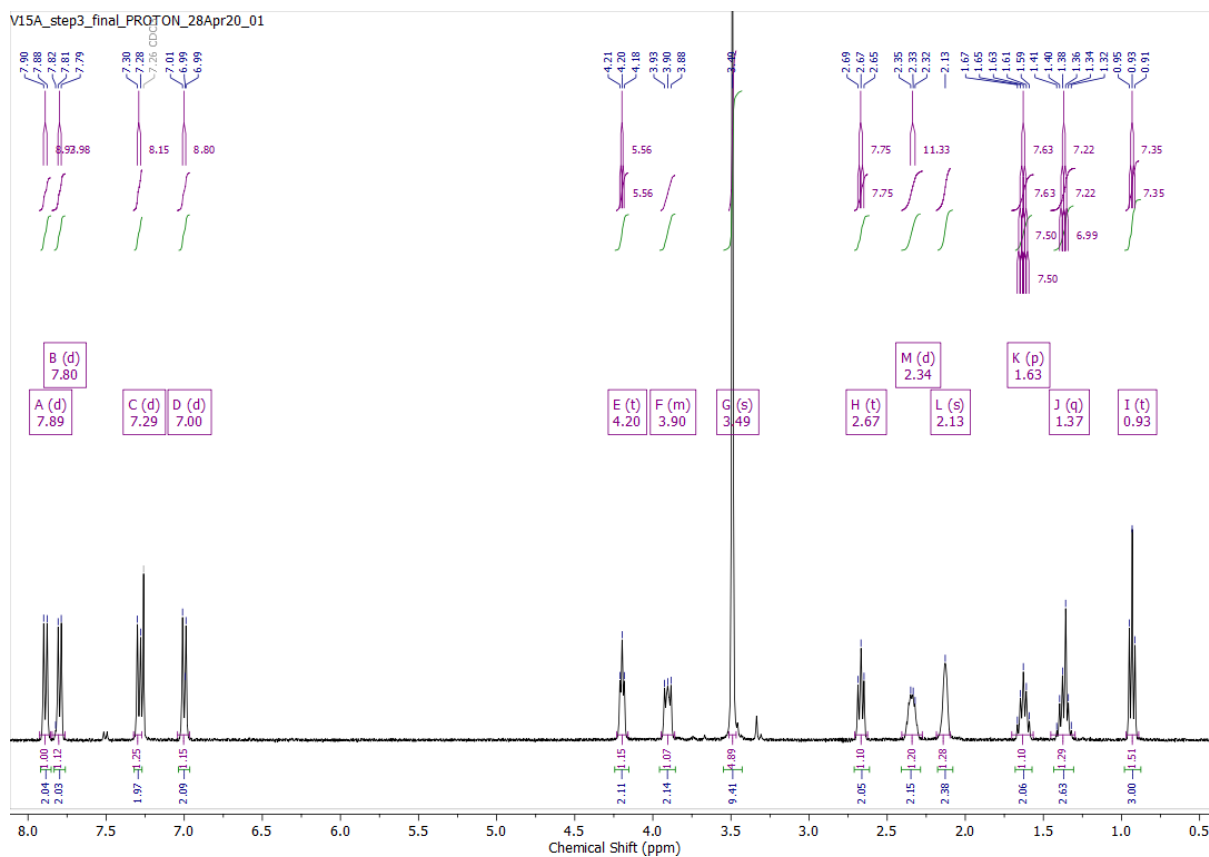 V15A_step3_final_PROTON_28Apr20_01
7.90
7.88
7.82
7.81
7.79
7.30
7.28
7.26 CDCl3
7.01
6.99
6.99
4.21
4.20
4.18
3.93
3.90
3.88
3.49
2.69
2.67
2.65
2.35
2.33
2.32
2.13
1.67
1.65
1.63
1.61
1.59
1.41
1.40
1.38
1.36
1.34
1.32
0.95
0.93
0.91
8.15 8.80 5.56 7.75 11.33 7.63 7.22 7.35
5.56 7.75 7.63 7.22 7.35
7.50 6.99
7.50
B (d)
7.80
M (d)
2.34
K (p)
1.63
A (d)
7.89
C (d)
7.29
D (d)
7.00
E (t)
4.20
F (m)
3.90
G (s)
3.49
H (t)
2.67
L (s)
2.13
J (q)
1.37
I (t)
0.93
1.00 1.12 1.25 1.15 1.15 1.07 4.89 1.10 1.20 1.28 1.10 1.29 1.51
2.04 2.03 1.97 2.09 2.11 2.14 9.41 2.05 2.15 2.38 2.06 2.63 3.00
8.0 7.5 7.0 6.5 6.0 5.5 5.0 4.5 4.0 3.5 3.0 2.5 2.0 1.5 1.0 0.5
Chemical Shift (ppm)